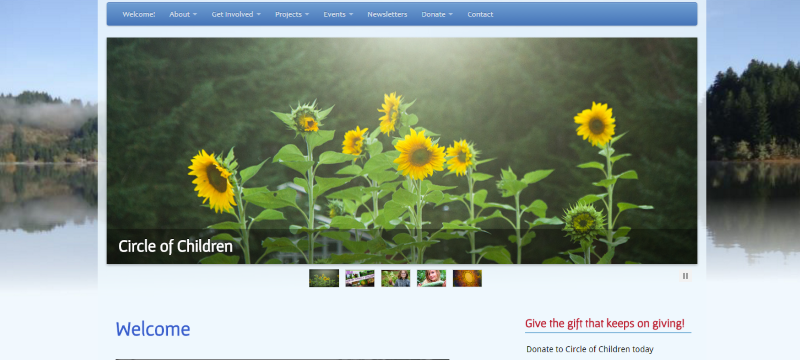 Welcome! About Get Involved Projects Events Newsletters Donate Contact
Circle of Children
Welcome
Give the gift that keeps on giving!
Donate to Circle of Children today